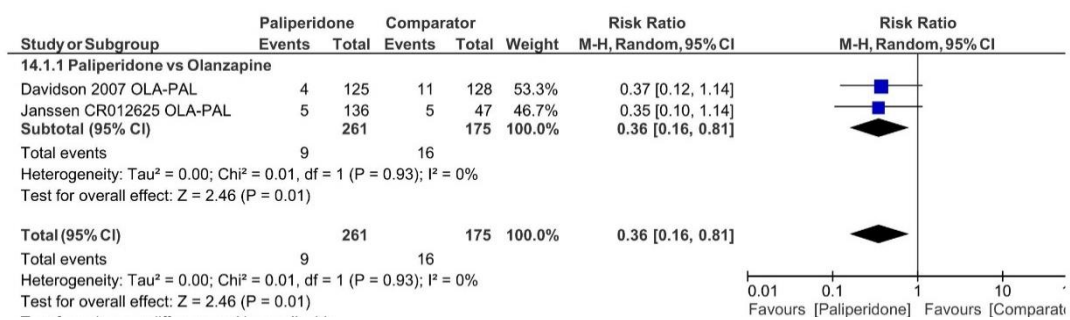 Paliperidone Comparator Risk Ratio Risk Ratio
Study or Subgroup Events Total Events Total Weight M-H, Random, 95% CI M-H, Random, 95% CI
14.1.1 Paliperidone vs Olanzapine
Davidson 2007 OLA-PAL 4 125 11 128 53.3% 0.37 [0.12, 1.14]
Janssen CR012625 OLA-PAL 5 136 5 47 46.7% 0.35 [0.10, 1.14]
Subtotal (95% CI) 261 175 100.0% 0.36 [0.16, 0.81]
Total events 9 16
Heterogeneity: Tau² = 0.00; Chi² = 0.01, df = 1 (P = 0.93); I² = 0%
Test for overall effect: Z = 2.46 (P = 0.01)
Total (95% CI) 261 175 100.0% 0.36 [0.16, 0.81]
Total events 9 16
Heterogeneity: Tau² = 0.00; Chi² = 0.01, df = 1 (P = 0.93); I² = 0%
Test for overall effect: Z = 2.46 (P = 0.01)
0.01 0.1 1 10
Favours [Paliperidone] Favours [Comparat